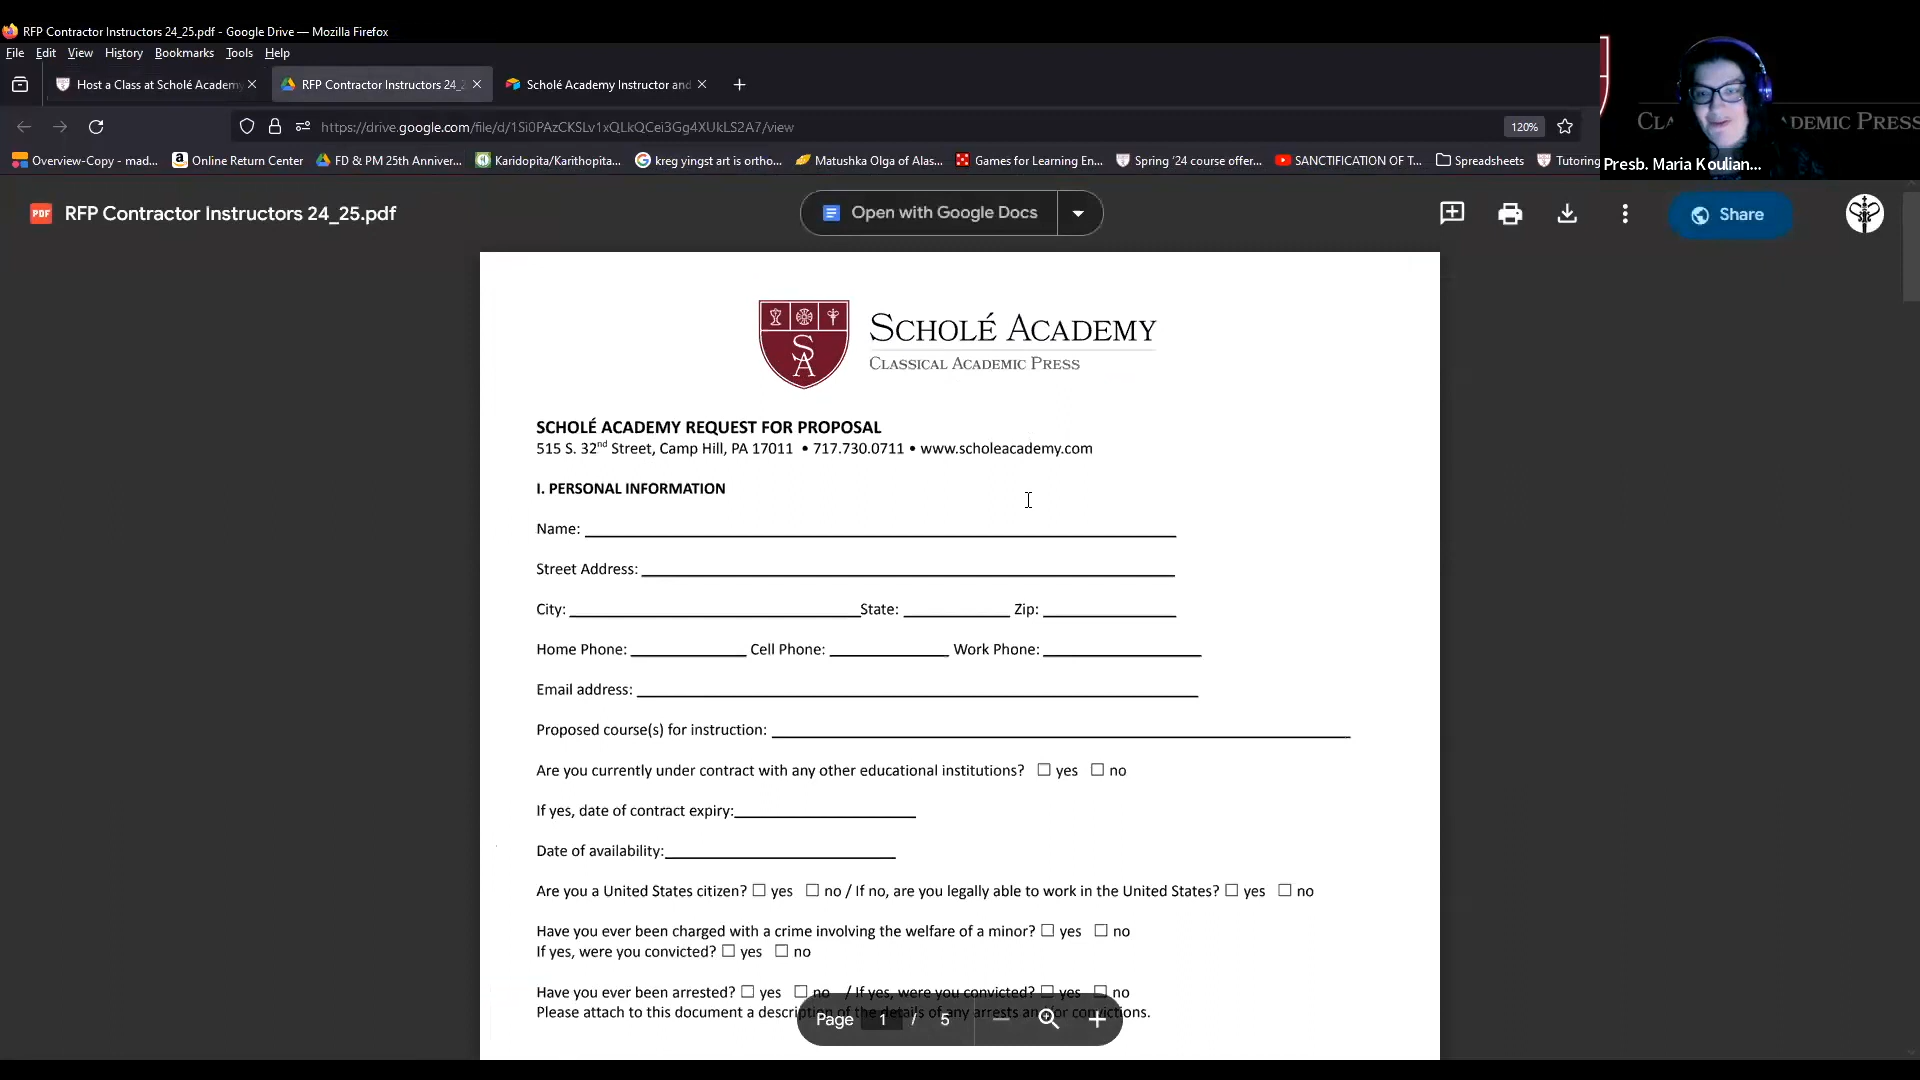 RFP Contractor Instructors 24_25.pdf - Google Drive — Mozilla Firefox
File Edit View History Bookmarks Tools Help
Host a Class at Scholé Academy
RFP Contractor Instructors 24_
Scholé Academy Instructor and
https://drive.google.com/file/d/1Si0PAzCKSLv1xQLkQCei3Gg4XUkLS2A7/view
120%
Overview-Copy - mad...
Online Return Center
FD & PM 25th Anniver...
Karidopita/Karithopita...
kreg yingst art is ortho...
Matushka Olga of Alas...
Games for Learning En...
Spring '24 course offer...
SANCTIFICATION OF T...
Spreadsheets
Tutoring
Presb. Maria Koulian...
PDF
RFP Contractor Instructors 24_25.pdf
Open with Google Docs
Share
SA
SCHOLÉ ACADEMY
CLASSICAL ACADEMIC PRESS
SCHOLÉ ACADEMY REQUEST FOR PROPOSAL
515 S. 32nd Street, Camp Hill, PA 17011 • 717.730.0711 • www.scholeacademy.com
I. PERSONAL INFORMATION
Name:
Street Address:
City: State: Zip:
Home Phone: Cell Phone: Work Phone:
Email address:
Proposed course(s) for instruction:
Are you currently under contract with any other educational institutions? ☐ yes ☐ no
If yes, date of contract expiry:
Date of availability:
Are you a United States citizen? ☐ yes ☐ no / If no, are you legally able to work in the United States? ☐ yes ☐ no
Have you ever been charged with a crime involving the welfare of a minor? ☐ yes ☐ no
If yes, were you convicted? ☐ yes ☐ no
Have you ever been arrested? ☐ yes ☐ no / If yes, were you convicted? ☐ yes ☐ no
Please attach to this document a description of the details of any arrests and/or convictions.
Page 1 / 5